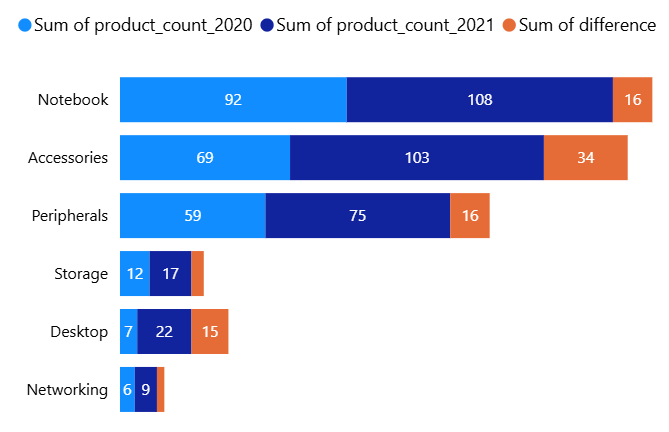 Sum of product_count_2020 Sum of product_count_2021 Sum of difference
Notebook 92 108 16
Accessories 69 103 34
Peripherals 59 75 16
Storage 12 17
Desktop 7 22 15
Networking 6 9